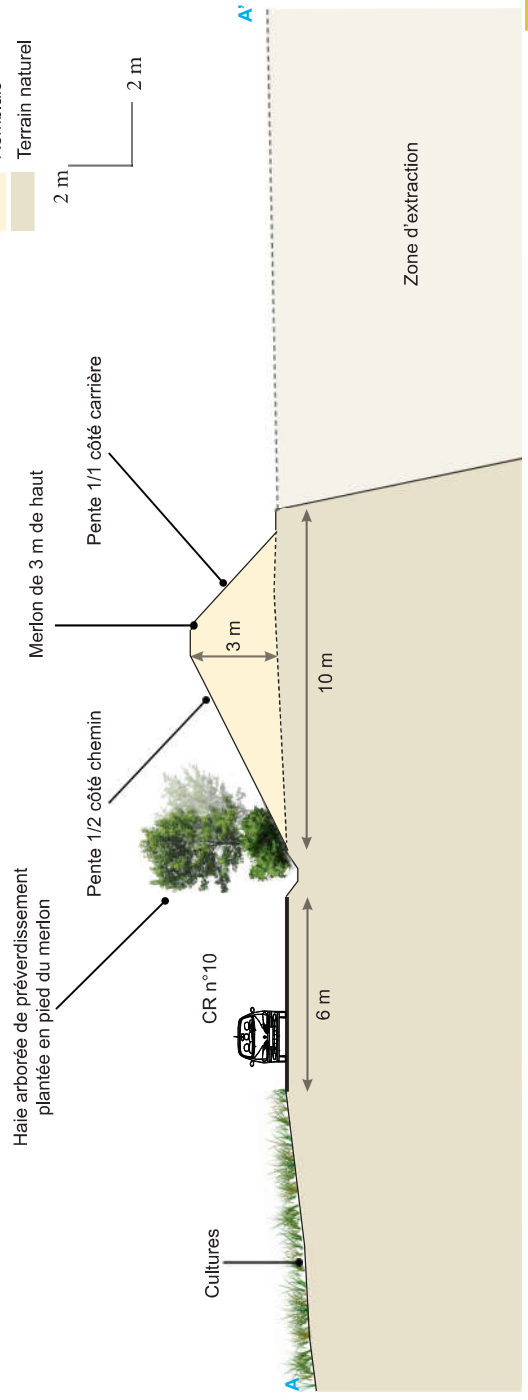 Terrain naturel
2 m
2 m
A'
Haie arborée de préverdissement
plantée en pied du merlon
Pente 1/2 côté chemin
Merlon de 3 m de haut
Pente 1/1 côté carrière
CR n°10
Cultures
3 m
6 m
10 m
Zone d'extraction
A